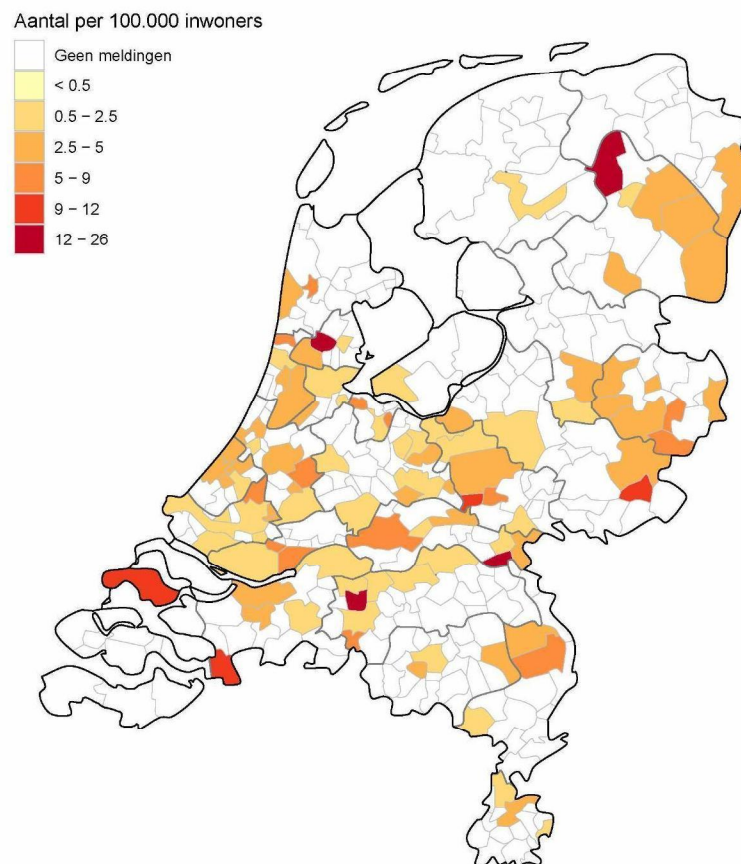 Aantal per 100.000 inwoners
Geen meldingen
< 0.5
0.5 – 2.5
2.5 – 5
5 – 9
9 – 12
12 – 26